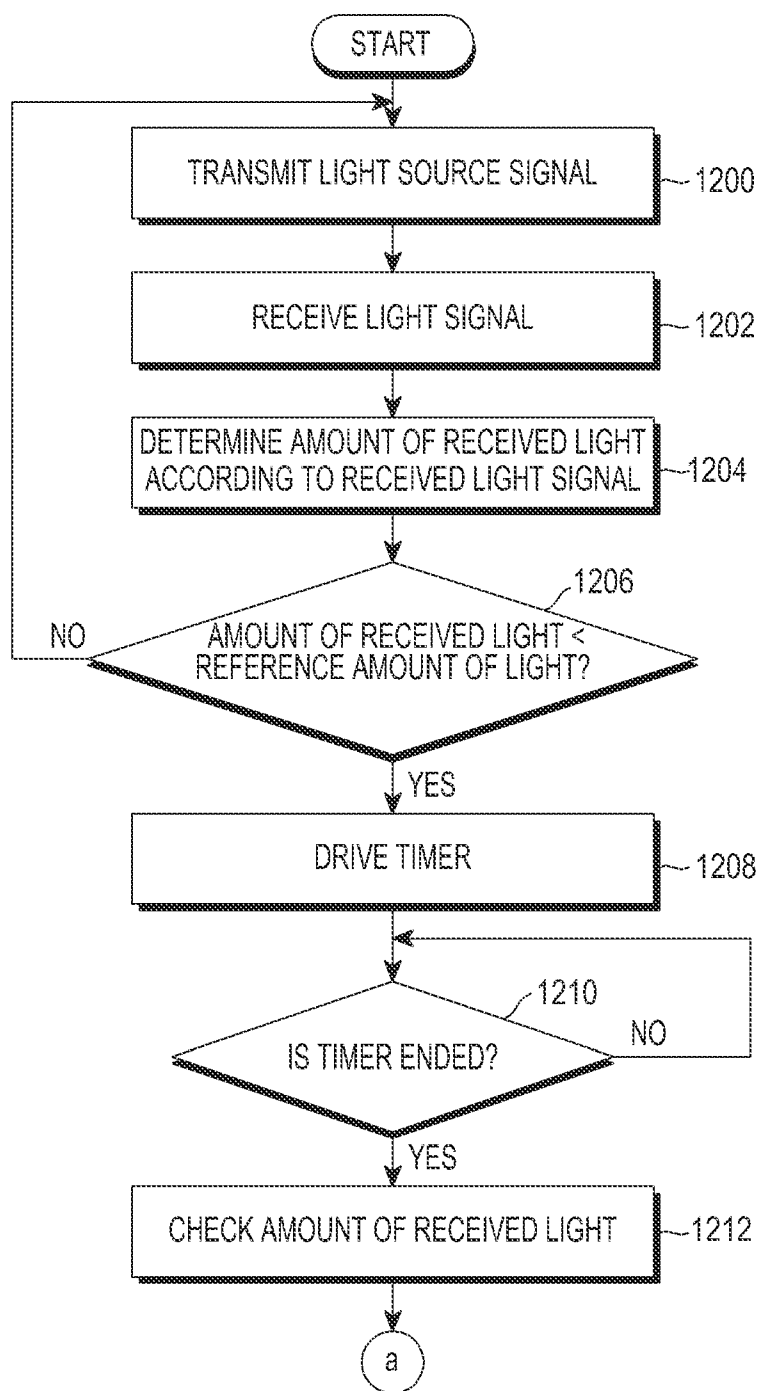 START
TRANSMIT LIGHT SOURCE SIGNAL
1200
RECEIVE LIGHT SIGNAL
1202
DETERMINE AMOUNT OF RECEIVED LIGHT
ACCORDING TO RECEIVED LIGHT SIGNAL
1204
1206
NO
AMOUNT OF RECEIVED LIGHT <
REFERENCE AMOUNT OF LIGHT?
YES
DRIVE TIMER
1208
1210
NO
IS TIMER ENDED?
YES
CHECK AMOUNT OF RECEIVED LIGHT
1212
a